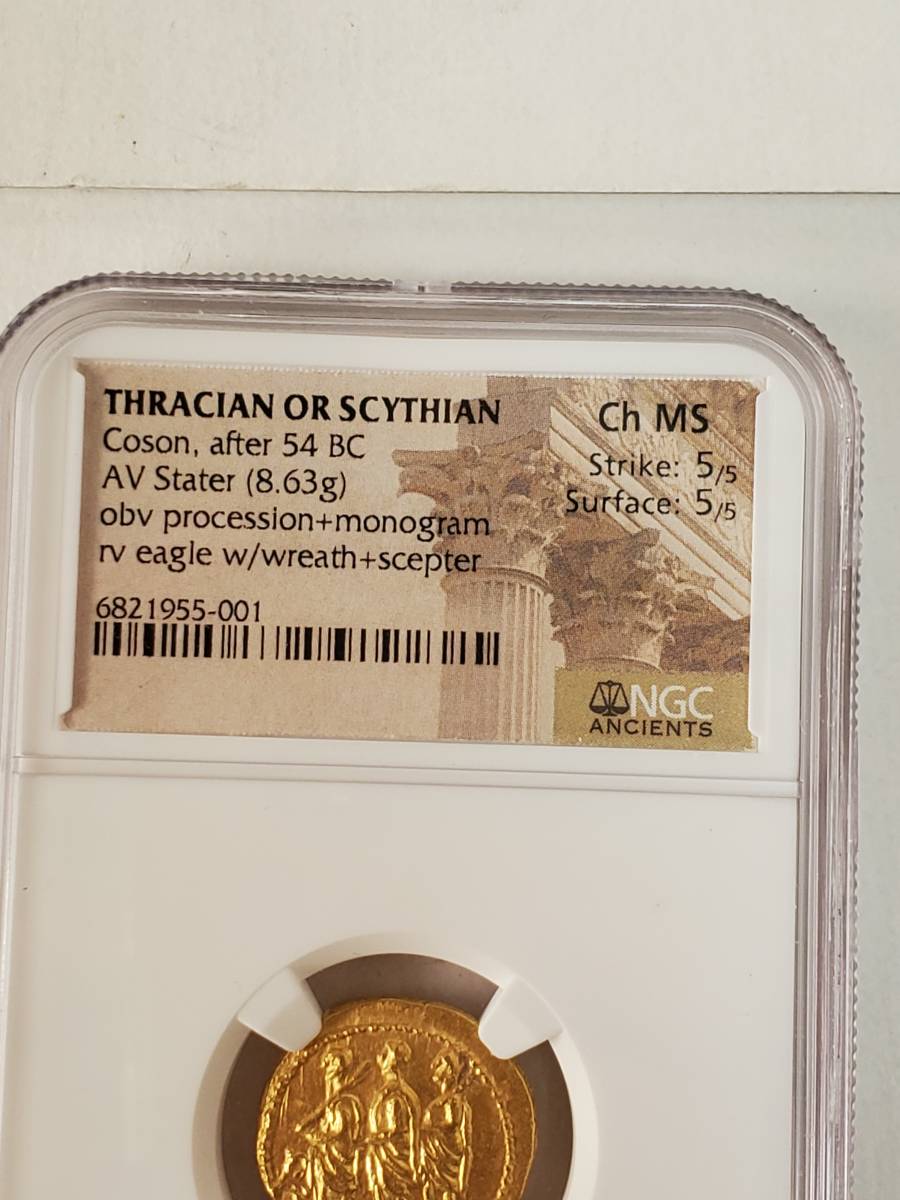 THRACIAN OR SCYTHIAN
Coson, after 54 BC
AV Stater (8.63g)
obv procession+monogram
rv eagle w/wreath+scepter
6821955-001
Ch MS
Strike: 5/5
Surface: 5/5
NGC
ANCIENTS